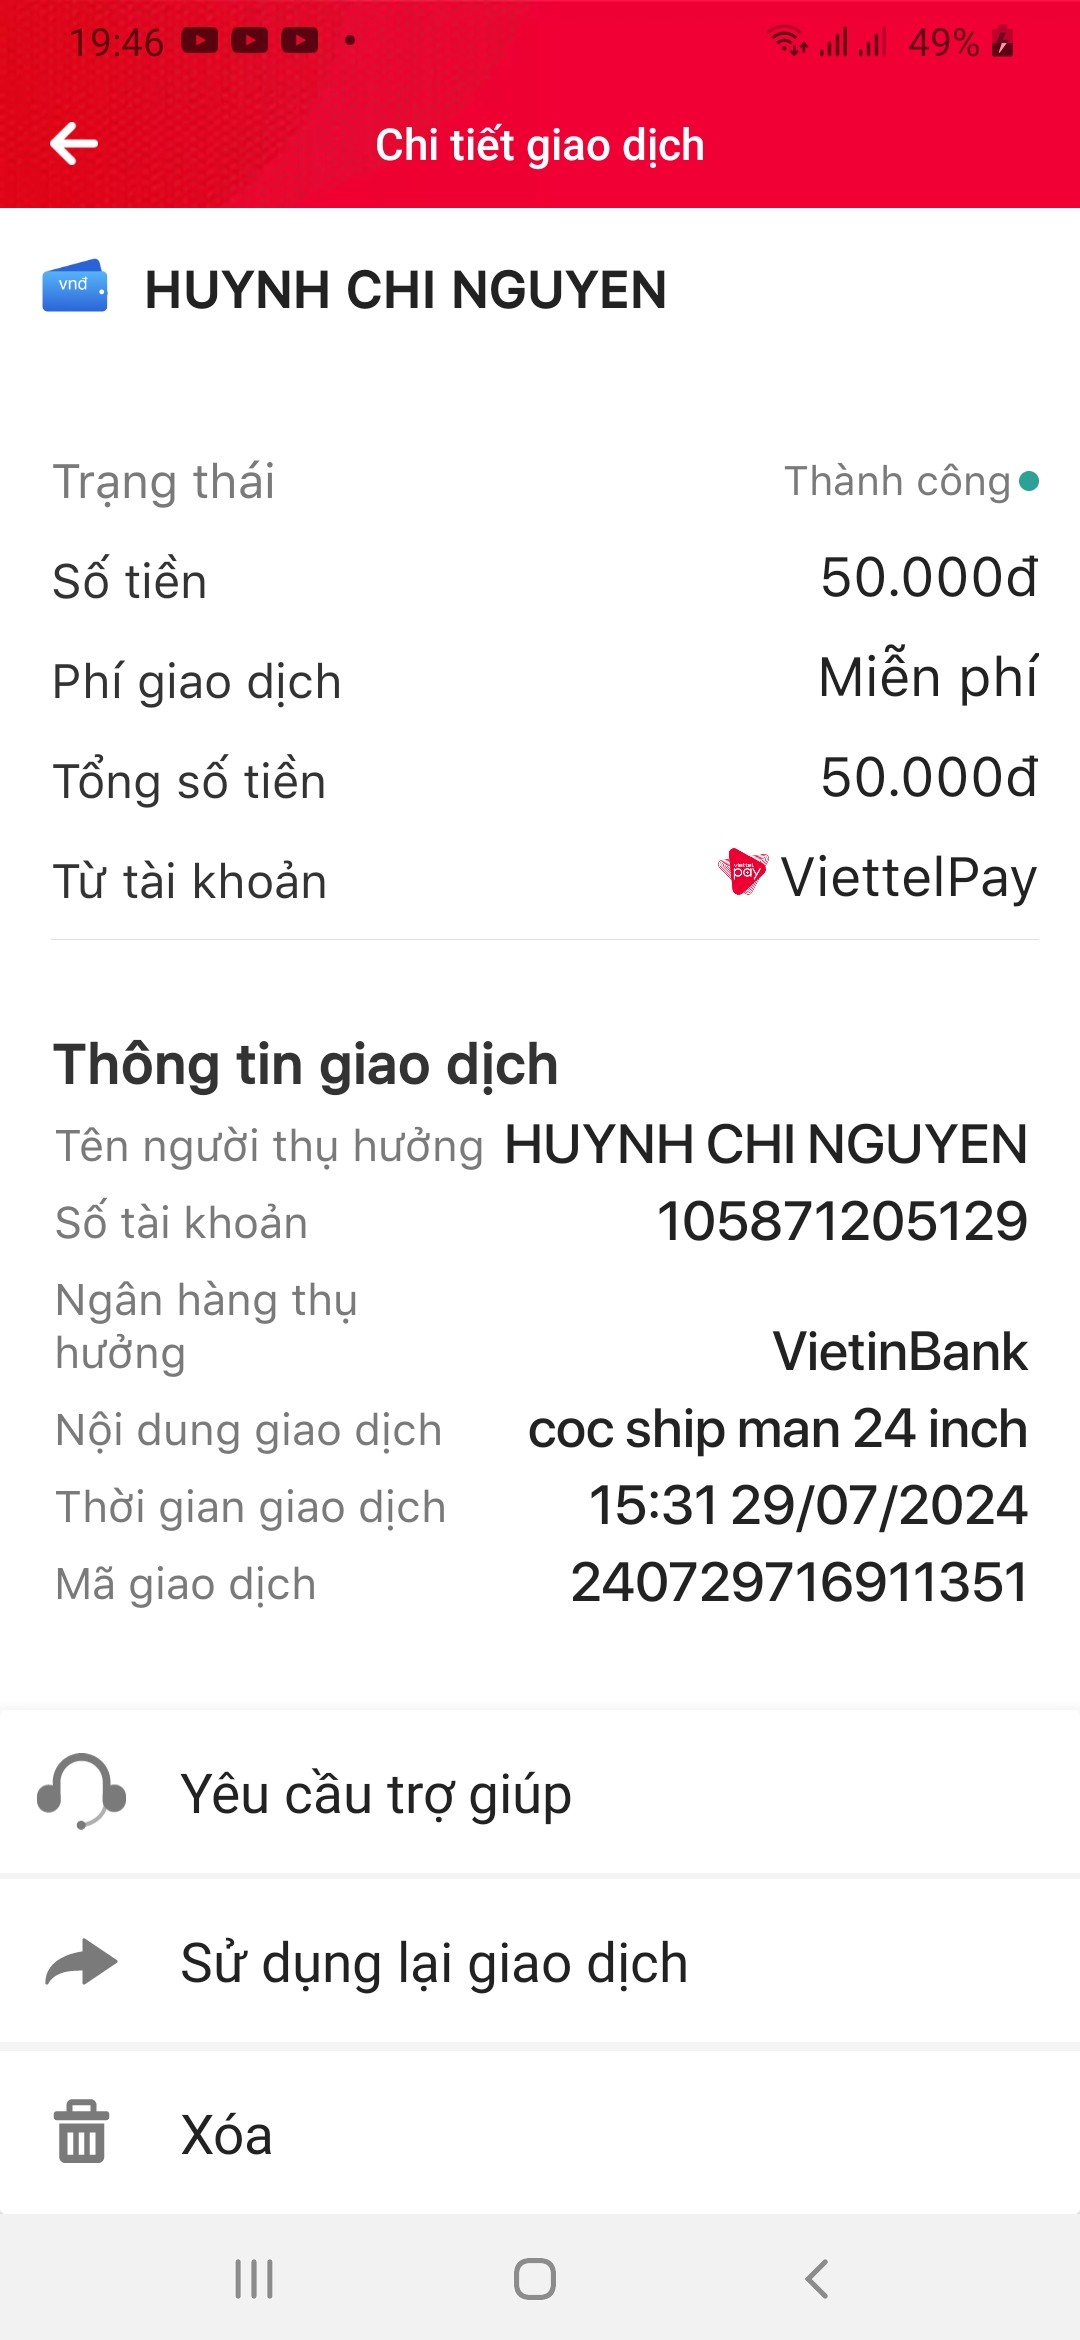 19:46
49%
Chi tiết giao dịch
vnđ
HUYNH CHI NGUYEN
Trạng thái Thành công
Số tiền 50.000đ
Phí giao dịch Miễn phí
Tổng số tiền 50.000đ
Từ tài khoản viettel pay ViettelPay
Thông tin giao dịch
Tên người thụ hưởng HUYNH CHI NGUYEN
Số tài khoản 105871205129
Ngân hàng thụ
hưởng VietinBank
Nội dung giao dịch coc ship man 24 inch
Thời gian giao dịch 15:31 29/07/2024
Mã giao dịch 240729716911351
Yêu cầu trợ giúp
Sử dụng lại giao dịch
Xóa